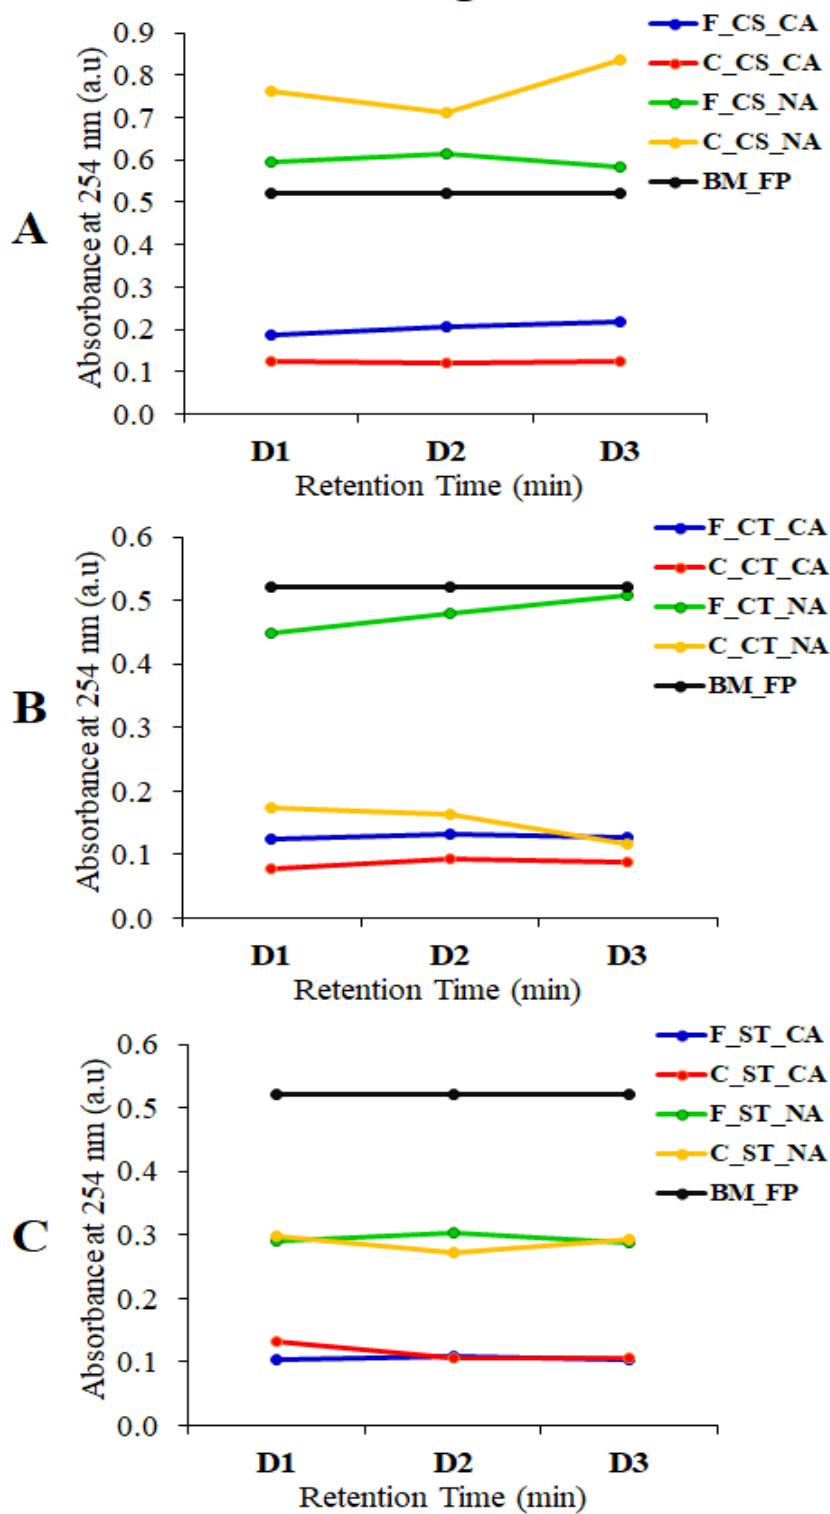 F_CS_CA
C_CS_CA
F_CS_NA
C_CS_NA
BM_FP
A
Absorbance at 254 nm (a.u)
0.9
0.8
0.7
0.6
0.5
0.4
0.3
0.2
0.1
0.0
D1 D2 D3
Retention Time (min)
F_CT_CA
C_CT_CA
F_CT_NA
C_CT_NA
BM_FP
B
Absorbance at 254 nm (a.u)
0.6
0.5
0.4
0.3
0.2
0.1
0.0
D1 D2 D3
Retention Time (min)
F_ST_CA
C_ST_CA
F_ST_NA
C_ST_NA
BM_FP
C
Absorbance at 254 nm (a.u)
0.6
0.5
0.4
0.3
0.2
0.1
0.0
D1 D2 D3
Retention Time (min)